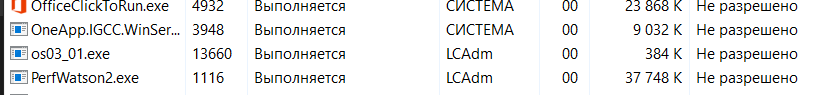 OfficeClickToRun.exe 4932 Выполняется СИСТЕМА 00 23 868 K Не разрешено
OneApp.IGCC.WinSer... 3948 Выполняется СИСТЕМА 00 9 032 K Не разрешено
os03_01.exe 13660 Выполняется LCAdm 00 384 K Не разрешено
PerfWatson2.exe 1116 Выполняется LCAdm 00 37 748 K Не разрешено